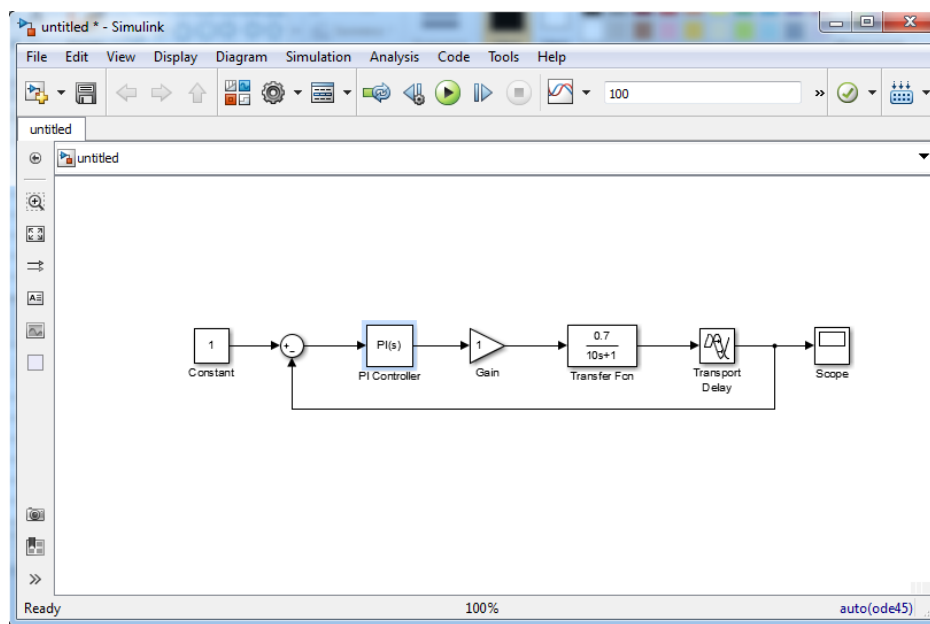 untitled * - Simulink
File Edit View Display Diagram Simulation Analysis Code Tools Help
100 »
untitled
untitled
1
Constant
+
-
PI(s)
PI Controller
1
Gain
0.7
10s+1
Transfer Fcn
Transport
Delay
Scope
»
Ready 100% auto(ode45)